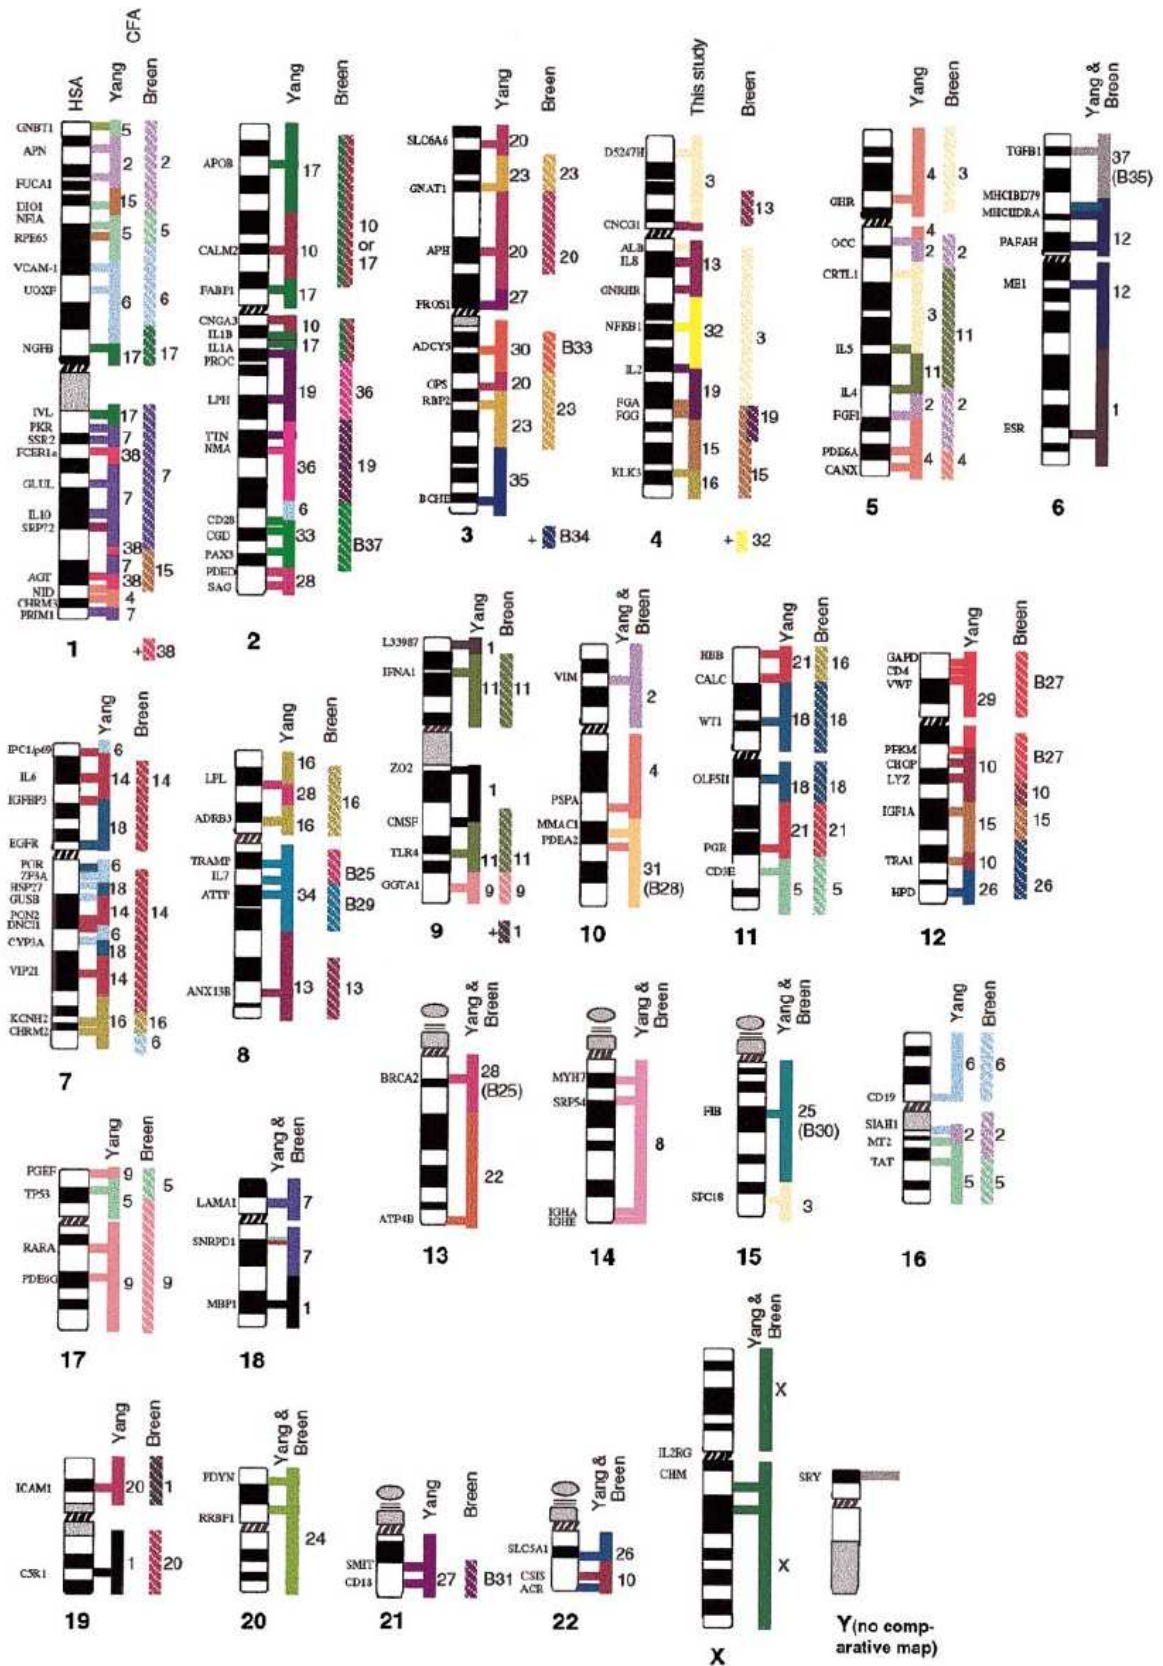 HSA
CFA
Yang
Breen
GNBT1
APN
FUCA1
DIO1
NFIA
RPE65
VCAM-1
UOXP
NGFB
IVL
PKR
SSR2
FCER1a
GLUL
IL10
SRP72
AGT
NID
CHRM3
PRIM1
5
2
15
5
6
17
17
7
38
7
38
7
38
4
7
2
5
6
17
7
15
1
+ 38
Yang
Breen
APOB
CALM2
FABP1
CNGA3
IL1B
IL1A
PROC
LPH
TTN
NMA
CD28
CGD
PAX3
PDED
SAG
17
10
17
10
17
19
36
6
33
28
10
or
17
36
19
B37
2
Yang
Breen
SLC6A6
GNAT1
APH
PROS1
ADCY5
OPS
RBP2
BCHE
20
23
20
27
30
20
23
35
23
20
B33
23
3
+ B34
This study
Breen
D5247H
CNCG1
ALB
IL8
GNRHR
NFKB1
IL2
FGA
FGG
KLK3
3
13
32
19
15
16
13
3
19
15
4
+ 32
Yang
Breen
GHR
OCC
CRTL1
IL5
IL4
FGF1
PDE6A
CANX
4
4
2
3
11
2
4
3
2
11
2
4
5
Yang &
Breen
TGFB1
MHCIBD79
MHCIIDRA
PAFAH
ME1
ESR
37
(B35)
12
12
1
6
Yang
Breen
EPC1/p69
IL6
IGFBP3
EGFR
POR
ZP3A
HSP27
GUSB
PON2
DNCI1
CYP3A
VIP21
KCNH2
CHRM2
6
14
18
6
18
14
6
18
14
16
14
14
16
6
7
Yang
Breen
LPL
ADRB3
TRAMP
IL7
ATTP
ANX13B
16
28
16
34
13
16
B25
B29
13
8
Yang
Breen
L33987
IFNA1
ZO2
CMSF
TLR4
GGTA1
1
11
1
11
9
11
11
9
9
+ 1
Yang &
Breen
VIM
PSPA
MMAC1
PDEA2
2
4
31
(B28)
10
Yang
Breen
HBB
CALC
WT1
OLF5H
PGR
CD3E
21
18
18
21
5
16
18
18
21
5
11
Yang
Breen
GAPD
CD4
VWF
PFKM
CHOP
LYZ
IGF1A
TRA1
HPD
29
10
15
10
26
B27
B27
10
15
26
12
Yang &
Breen
BRCA2
ATP4B
28
(B25)
22
13
Yang &
Breen
MYH7
SRP54
IGHA
IGHE
8
14
Yang &
Breen
FIB
SPC18
25
(B30)
3
15
Yang
Breen
CD19
SIAH1
MT2
TAT
6
2
5
6
2
5
16
Yang
Breen
PGEF
TP53
RARA
PDE6G
9
5
9
5
9
17
Yang &
Breen
LAMA1
SNRPD1
MBP1
7
7
1
18
Yang
Breen
ICAM1
C5R1
20
1
1
20
19
Yang &
Breen
PDYN
RRBP1
24
20
Yang
Breen
SMIT
CD18
27
B31
21
Yang &
Breen
SLC5A1
CSIS
ACR
26
10
22
Yang &
Breen
IL2RG
CHM
X
X
X
SRY
Y(no comp-
arative map)